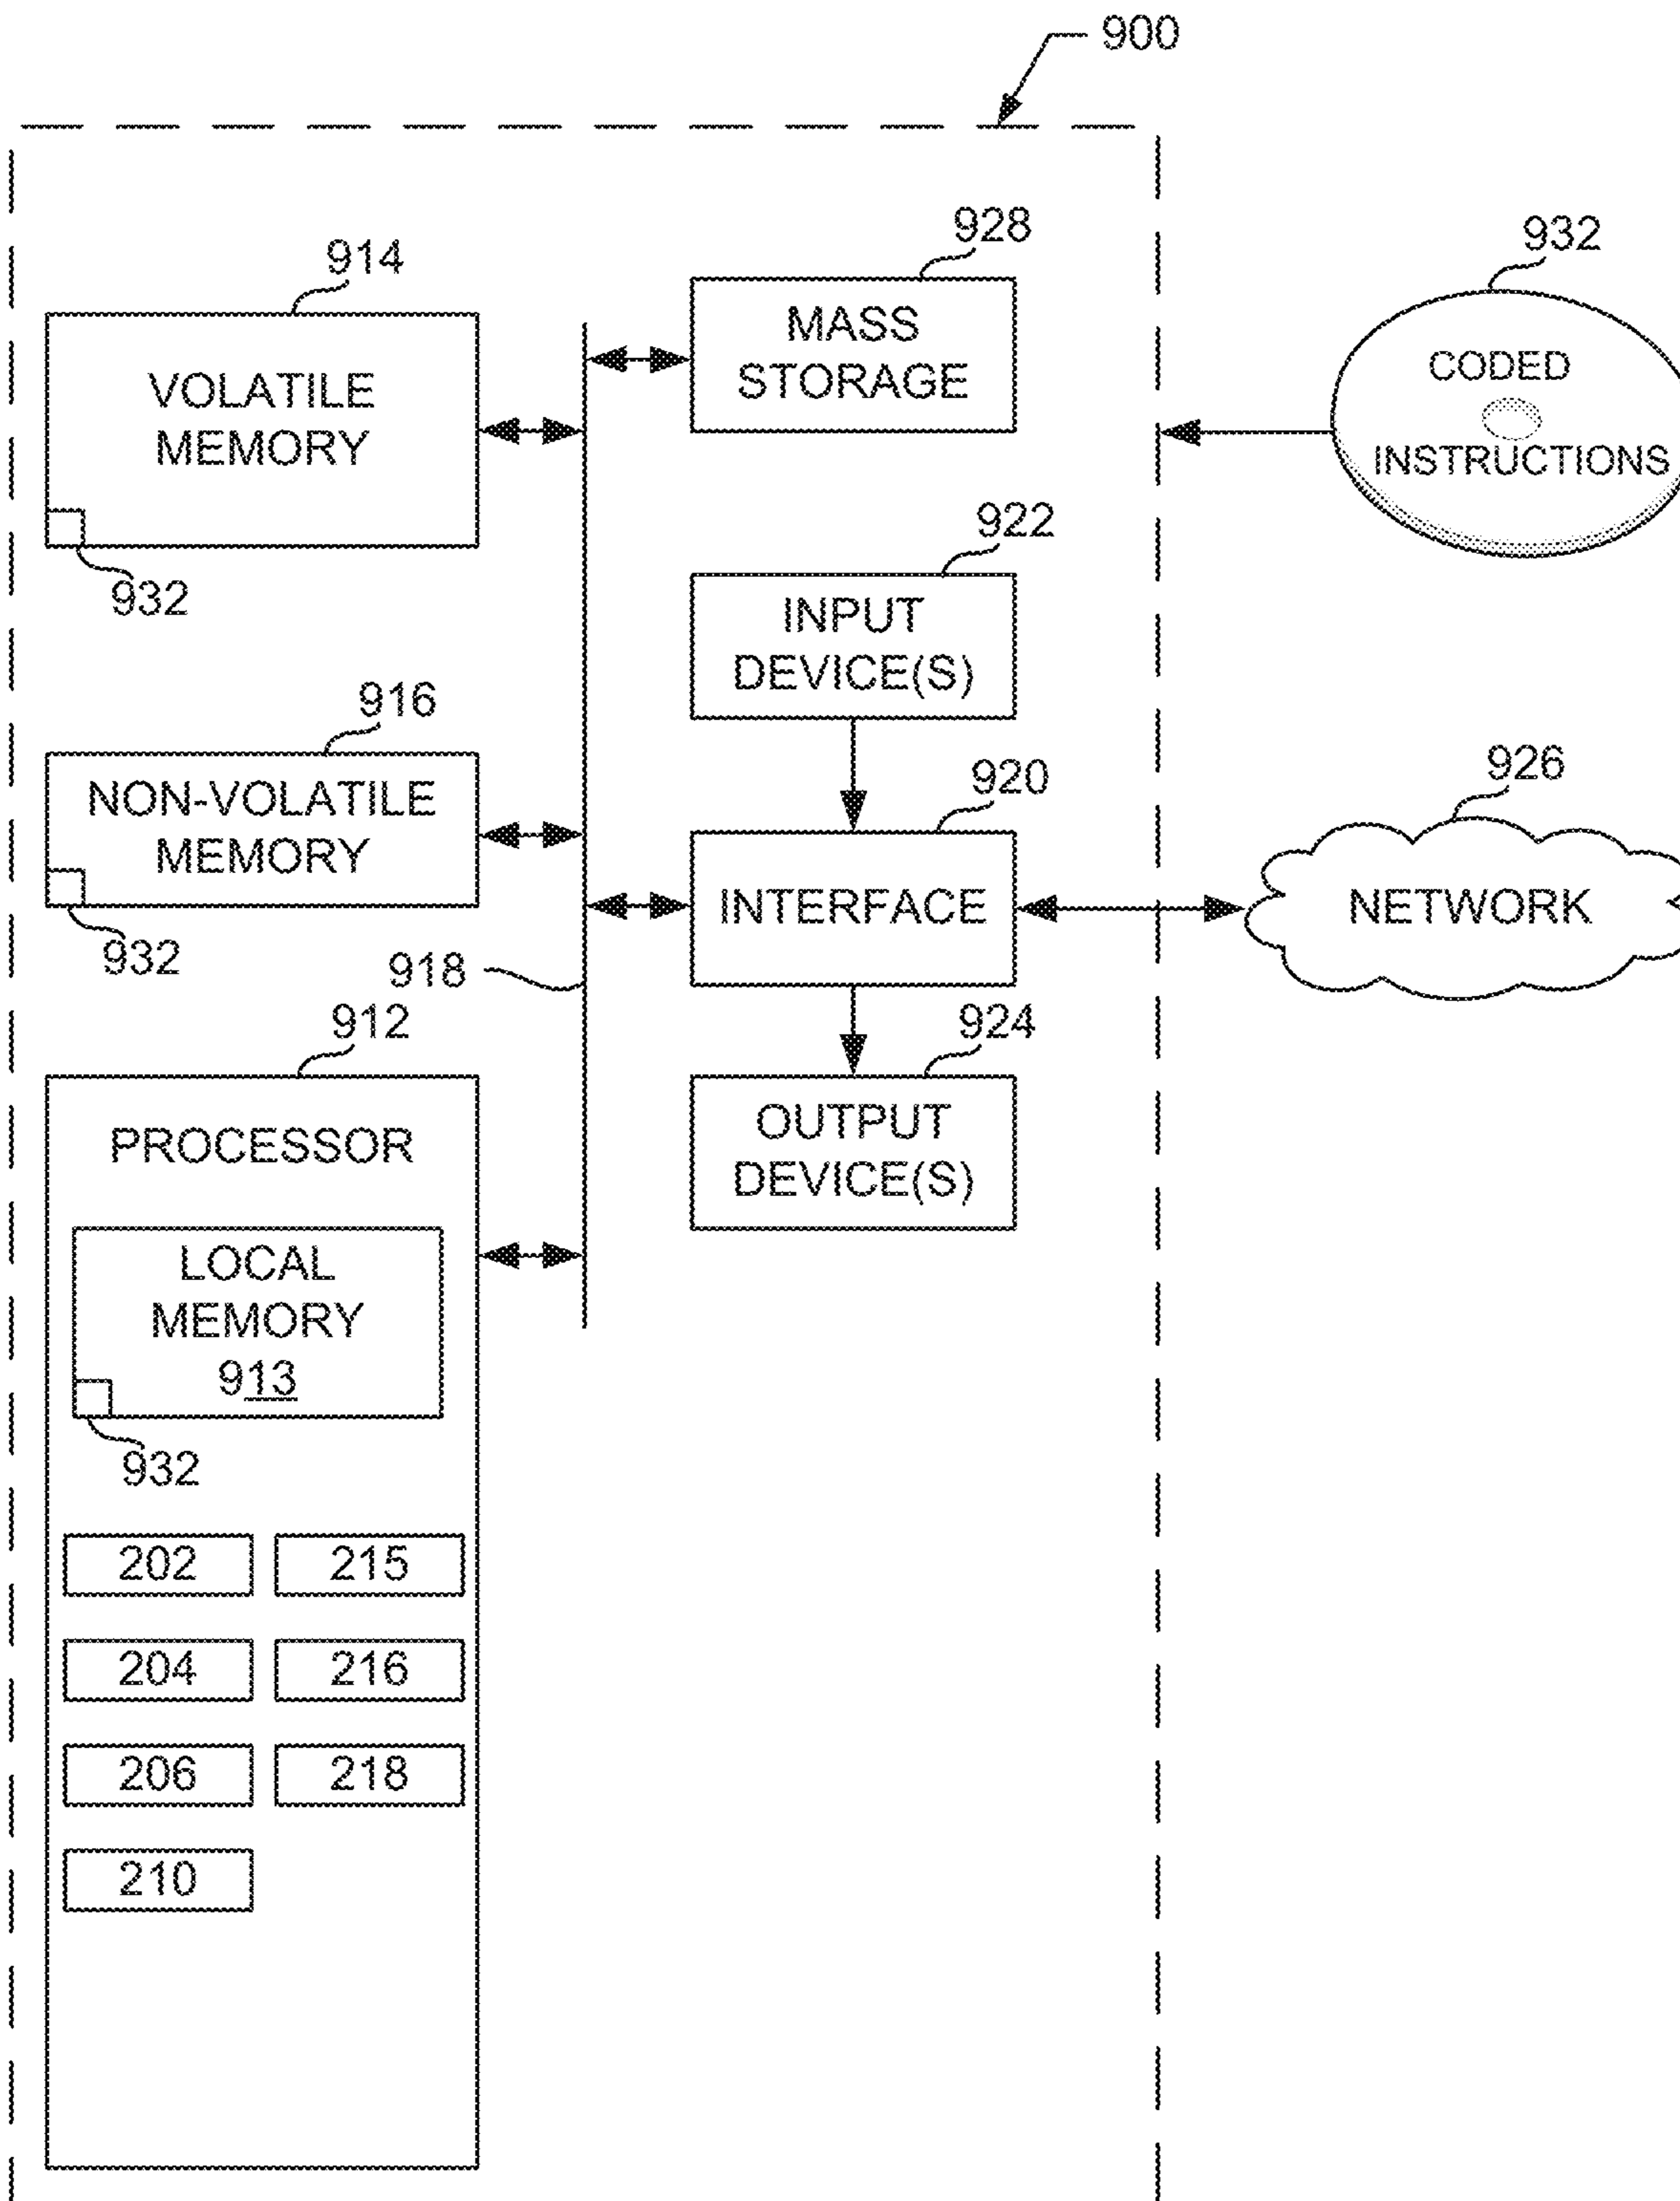 900
914
VOLATILE
MEMORY
932
928
MASS
STORAGE
932
CODED
INSTRUCTIONS
922
INPUT
DEVICE(S)
916
NON-VOLATILE
MEMORY
932
918
920
INTERFACE
926
NETWORK
924
OUTPUT
DEVICE(S)
912
PROCESSOR
LOCAL
MEMORY
913
932
202
215
204
216
206
218
210